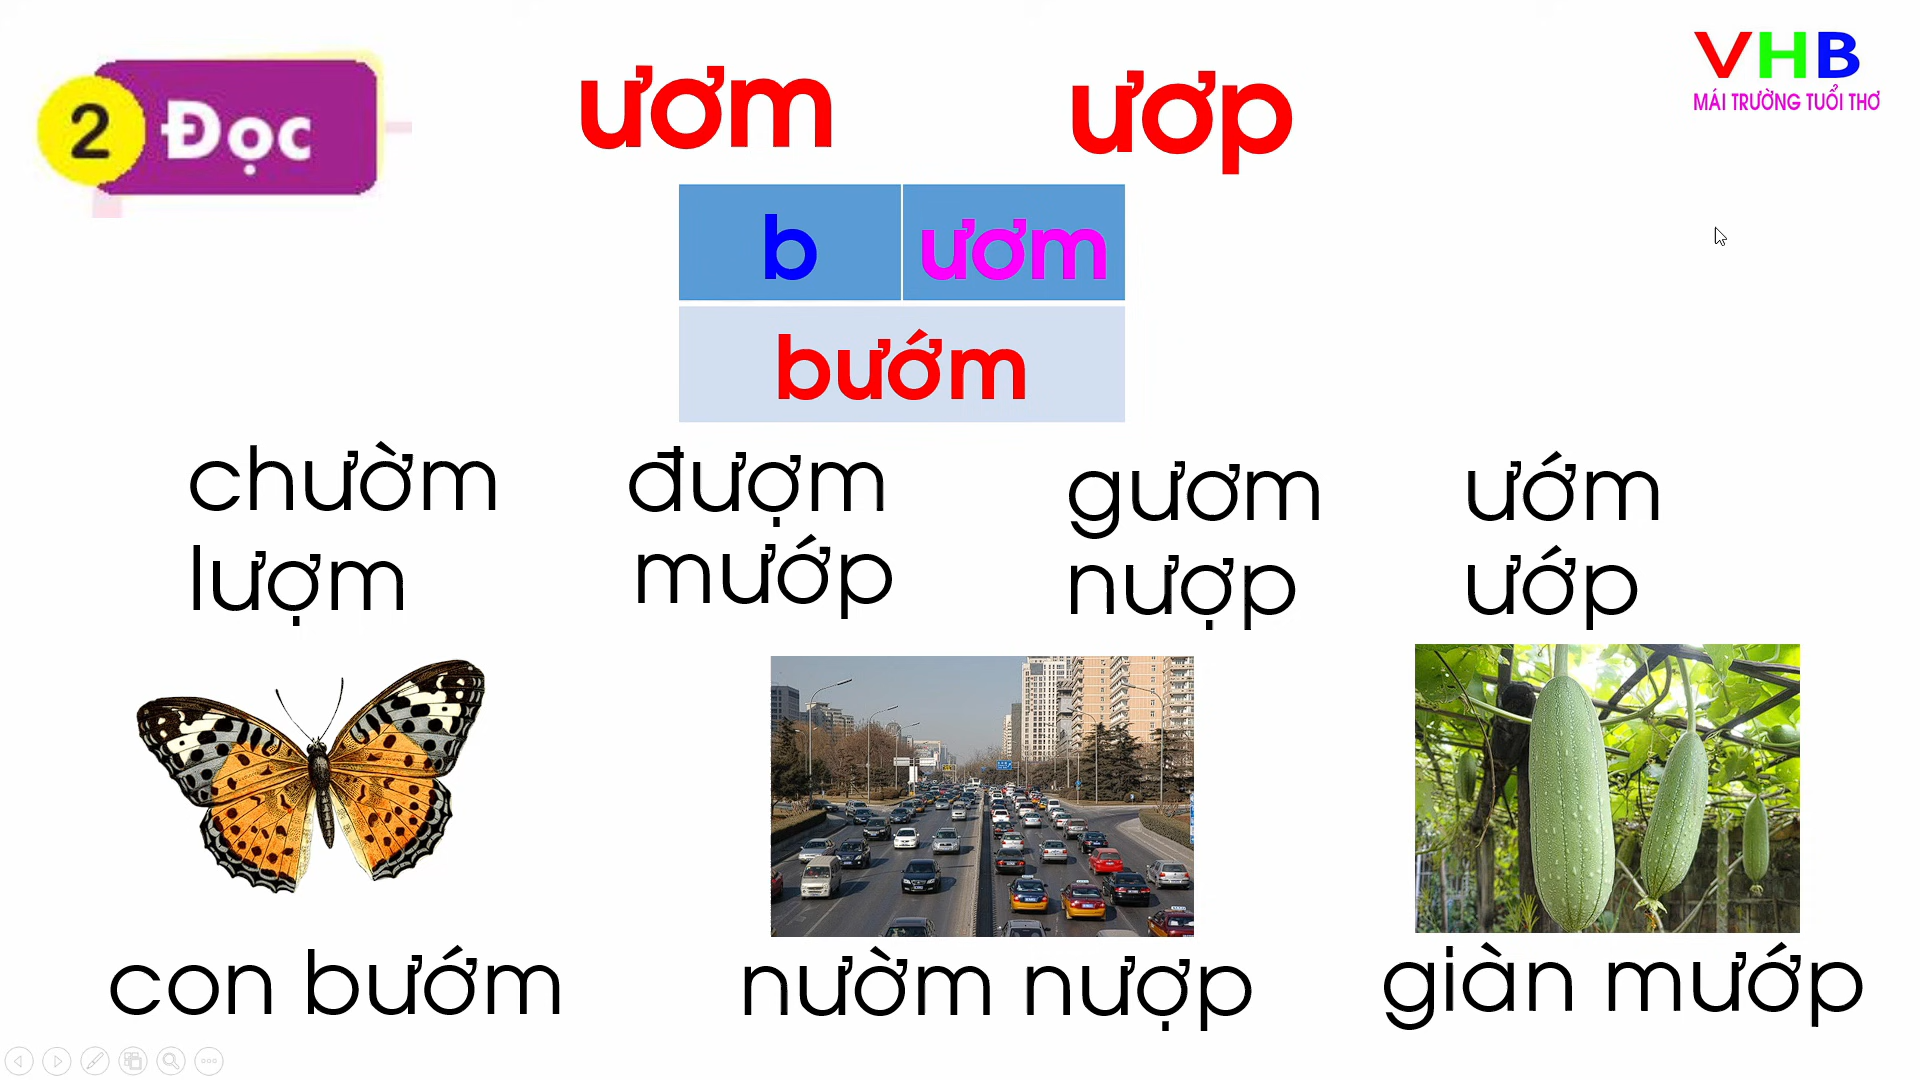 VHB
MÁI TRƯỜNG TUỔI THƠ
2 Đọc
ươm ươp
b ươm
bướm
chườm đượm gươm ướm
lượm mướp nượp ướp
con bướm nườm nượp giàn mướp